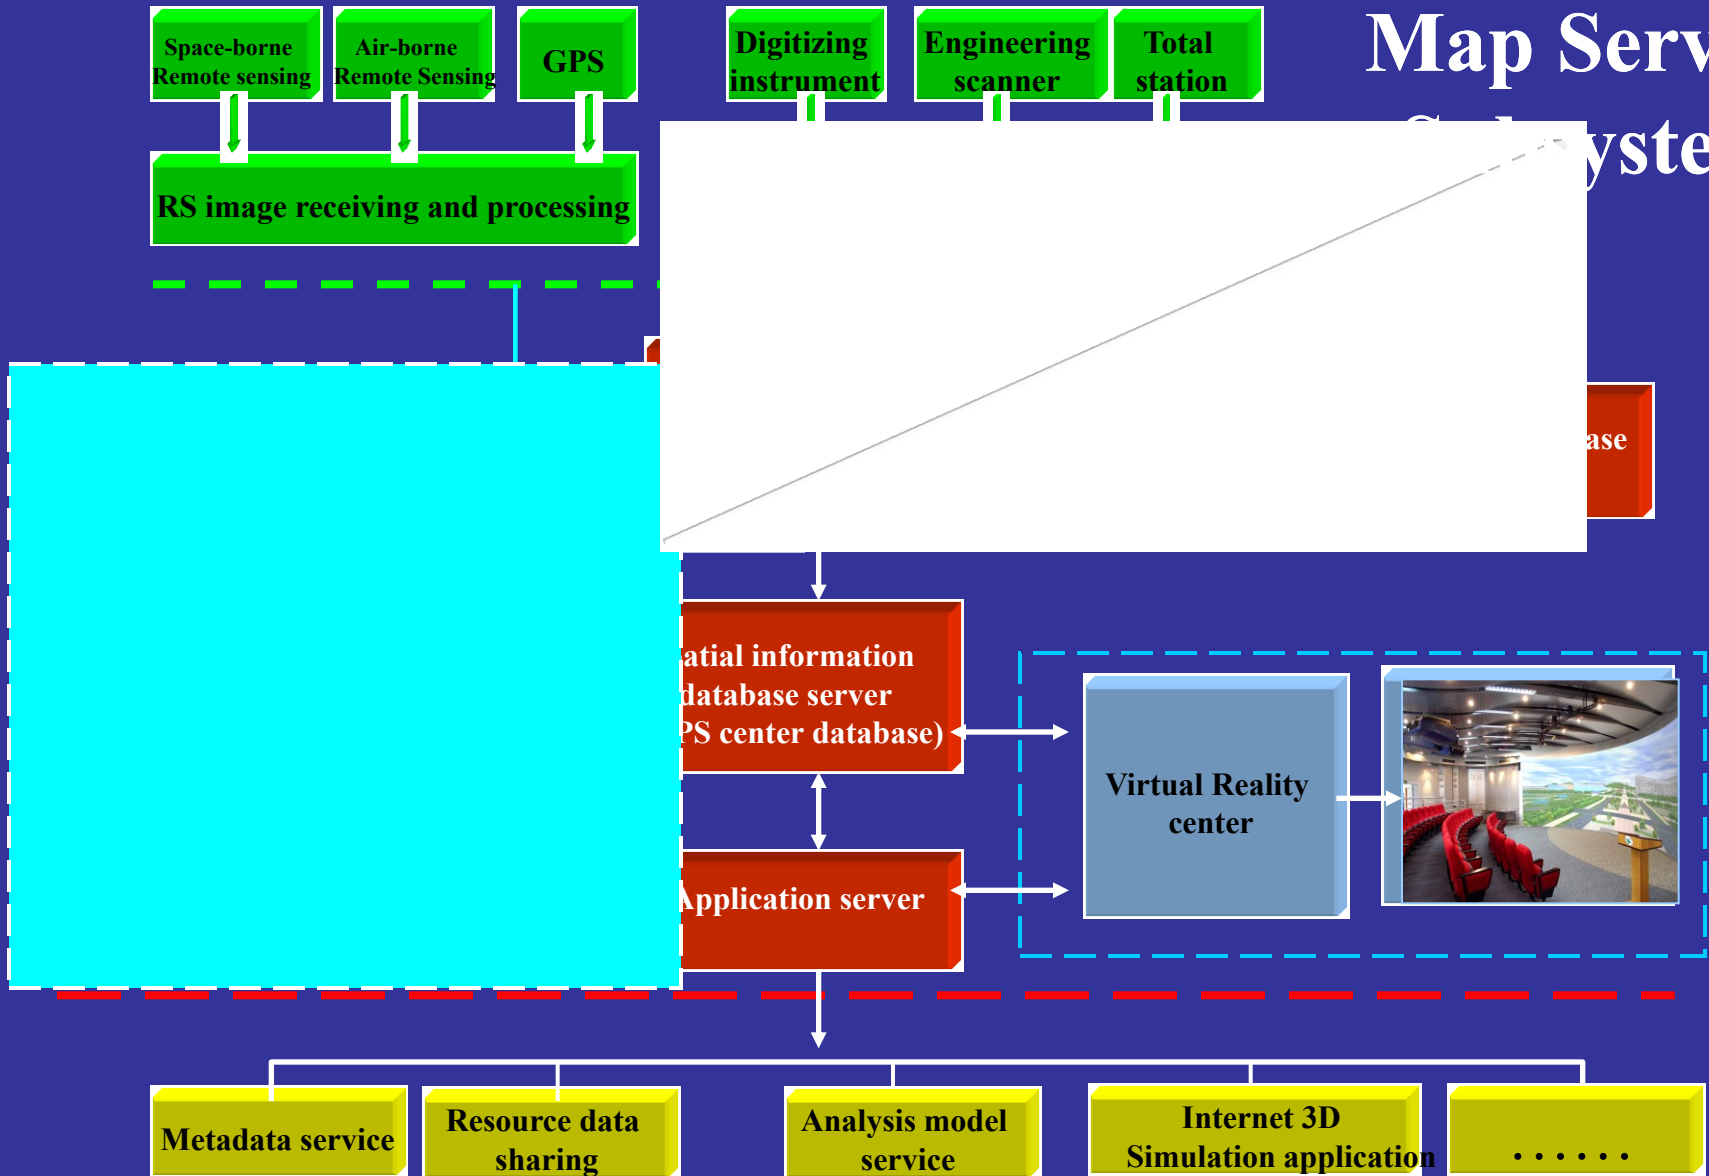 Map Serv
Space-borne
Remote sensing
Air-borne
Remote Sensing
GPS
Digitizing
instrument
Engineering
scanner
Total
station
yste
RS image receiving and processing
ase
atial information
database server
PS center database)
Virtual Reality
center
Application server
Metadata service
Resource data
sharing
Analysis model
service
Internet 3D
Simulation application
......